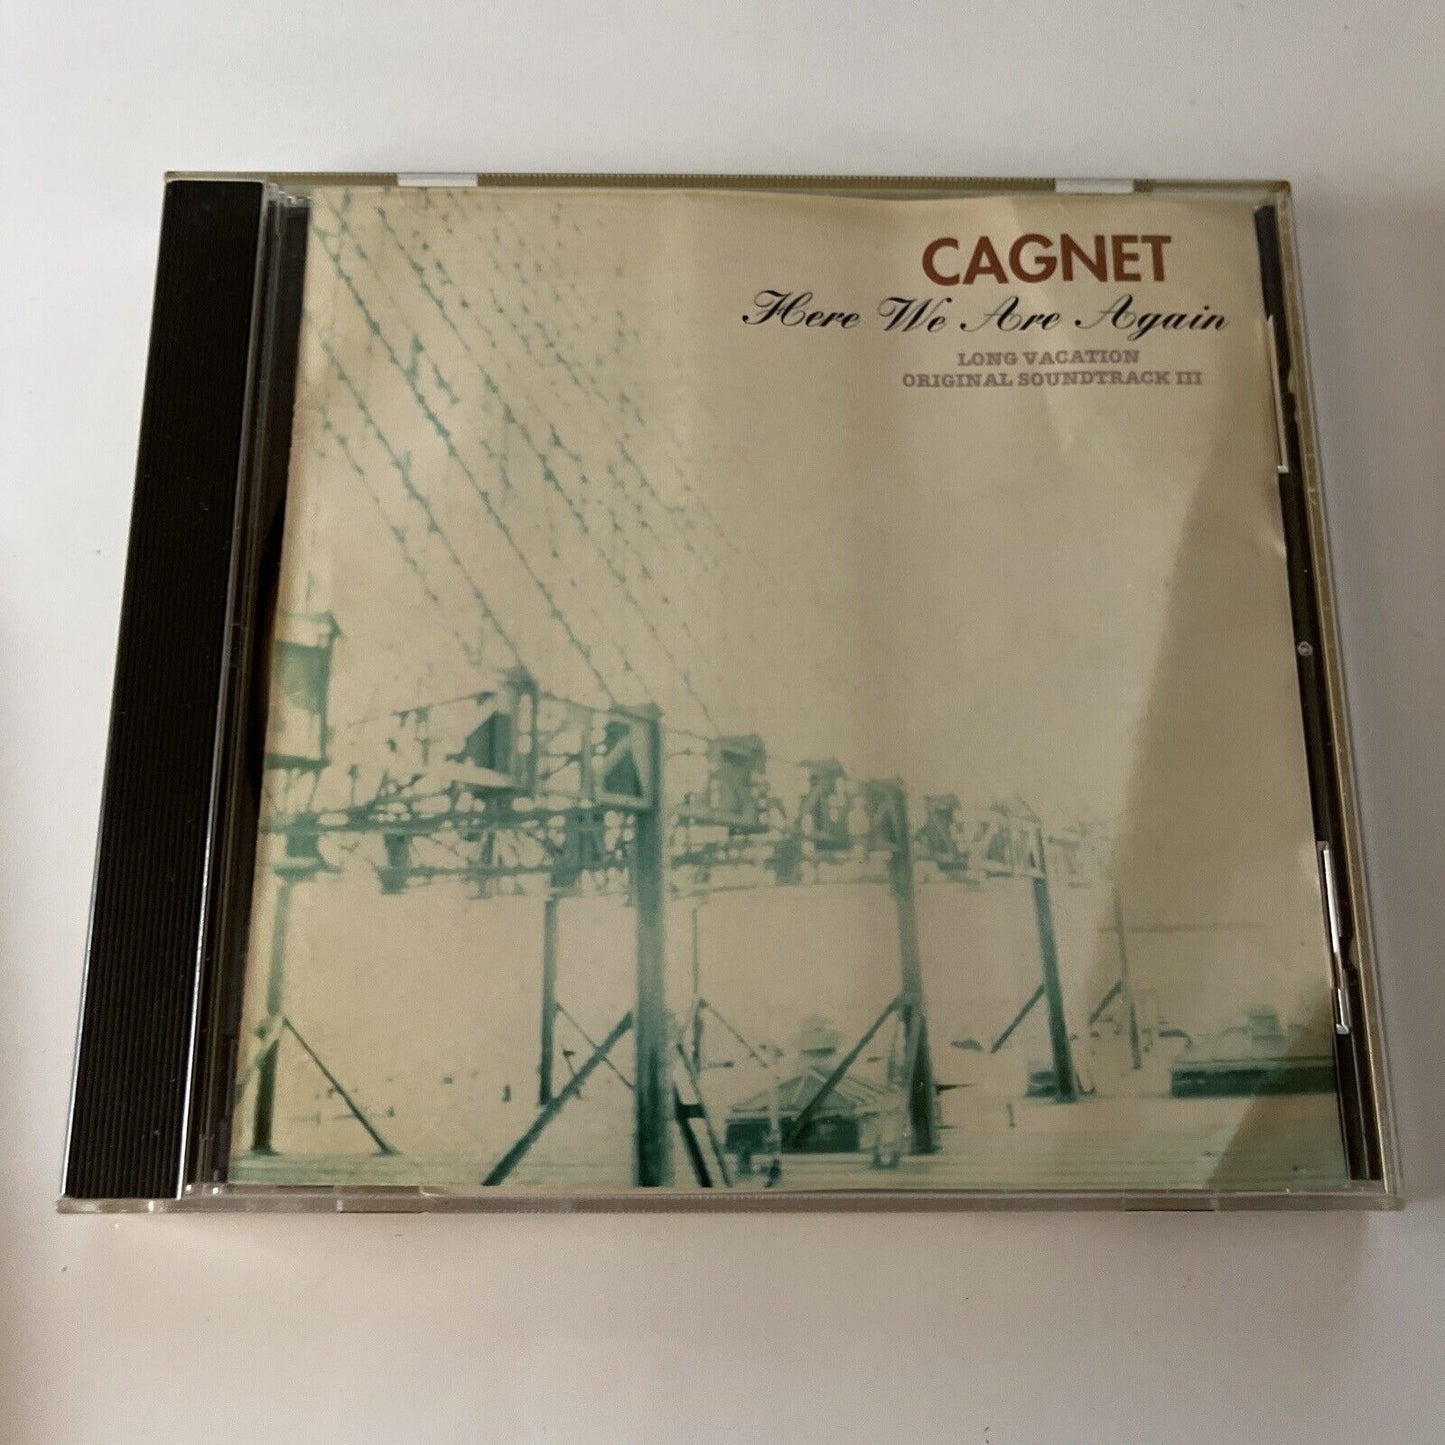 CAGNET
Here We Are Again
LONG VACATION
ORIGINAL SOUNDTRACK III